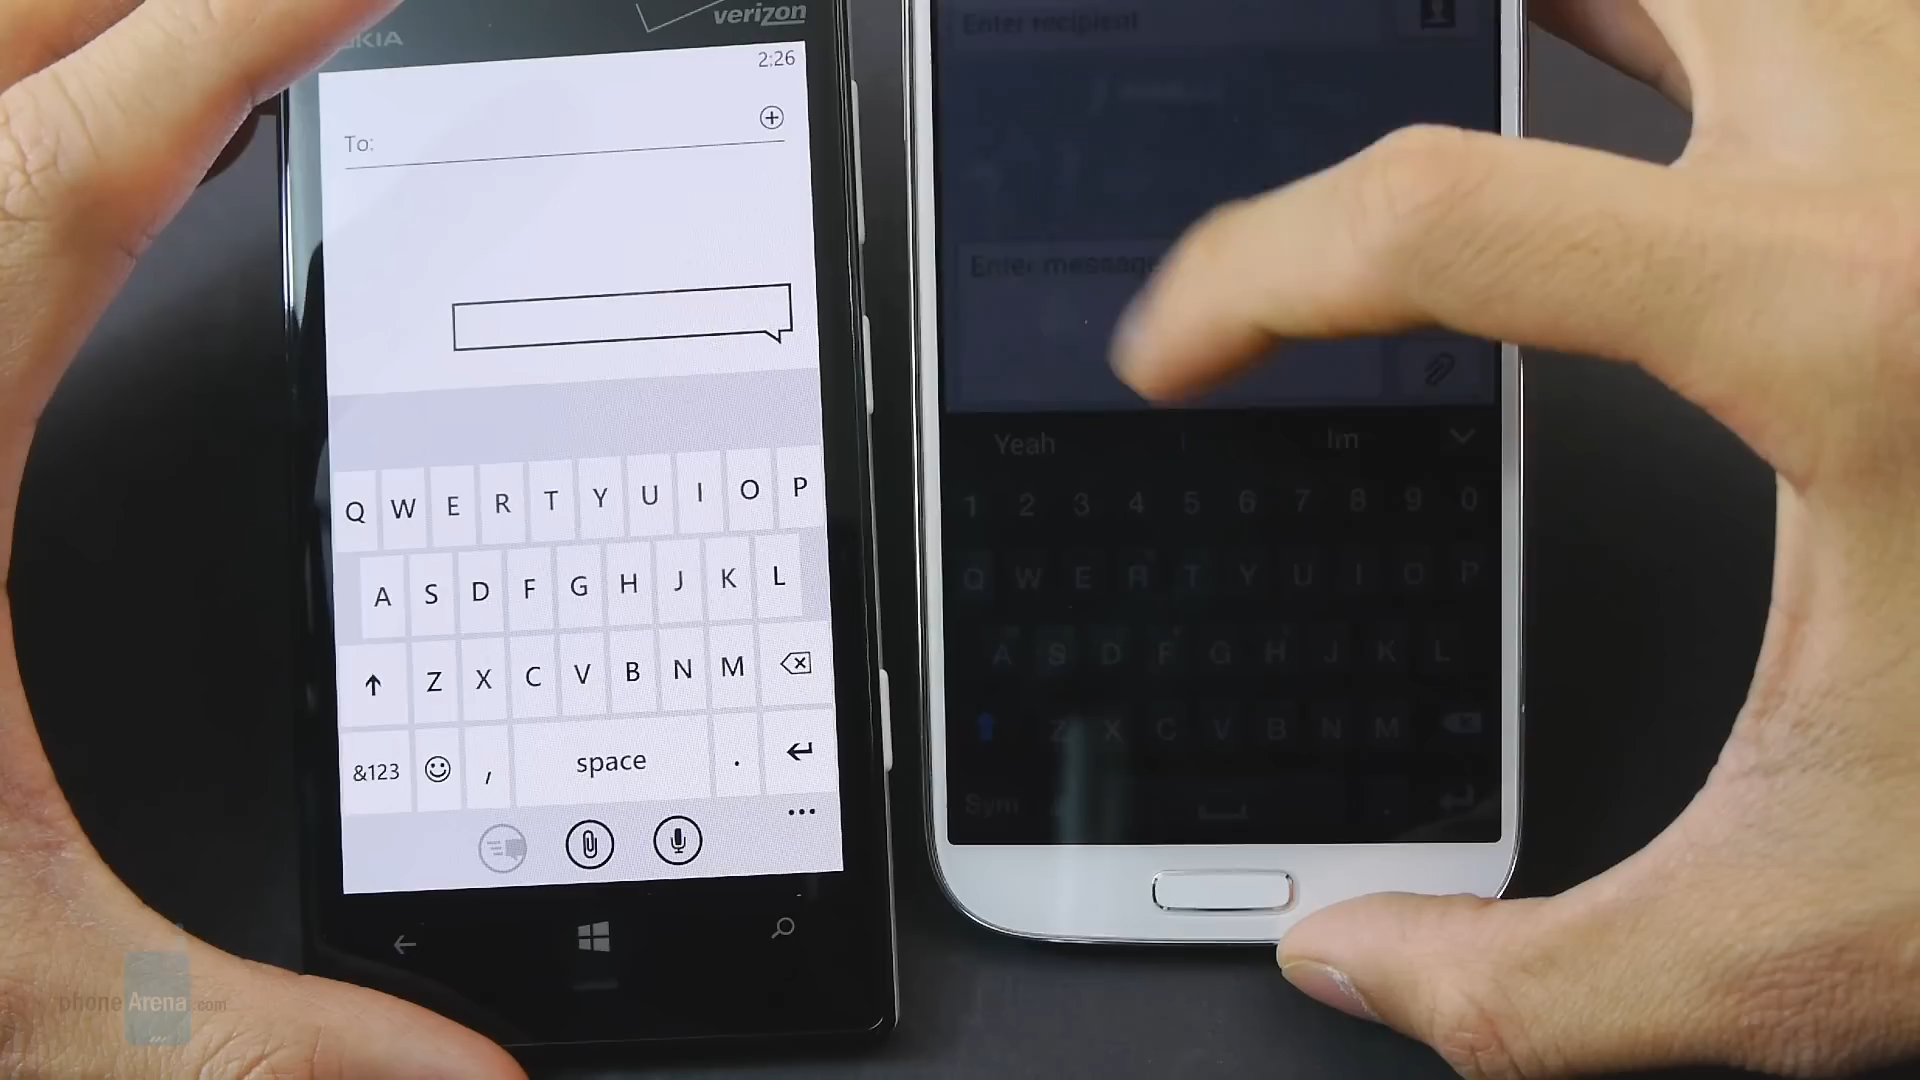 verizon
2:26
To:
Q W E R T Y U I O P
A S D F G H J K L
Z X C V B N M
&123 , space .
Enter recipient
Enter message
Yeah I Im
1 2 3 4 5 6 7 8 9 0
Q W E R T Y U I O P
A S D F G H J K L
Z X C V B N M
Sym .
phoneArena.com